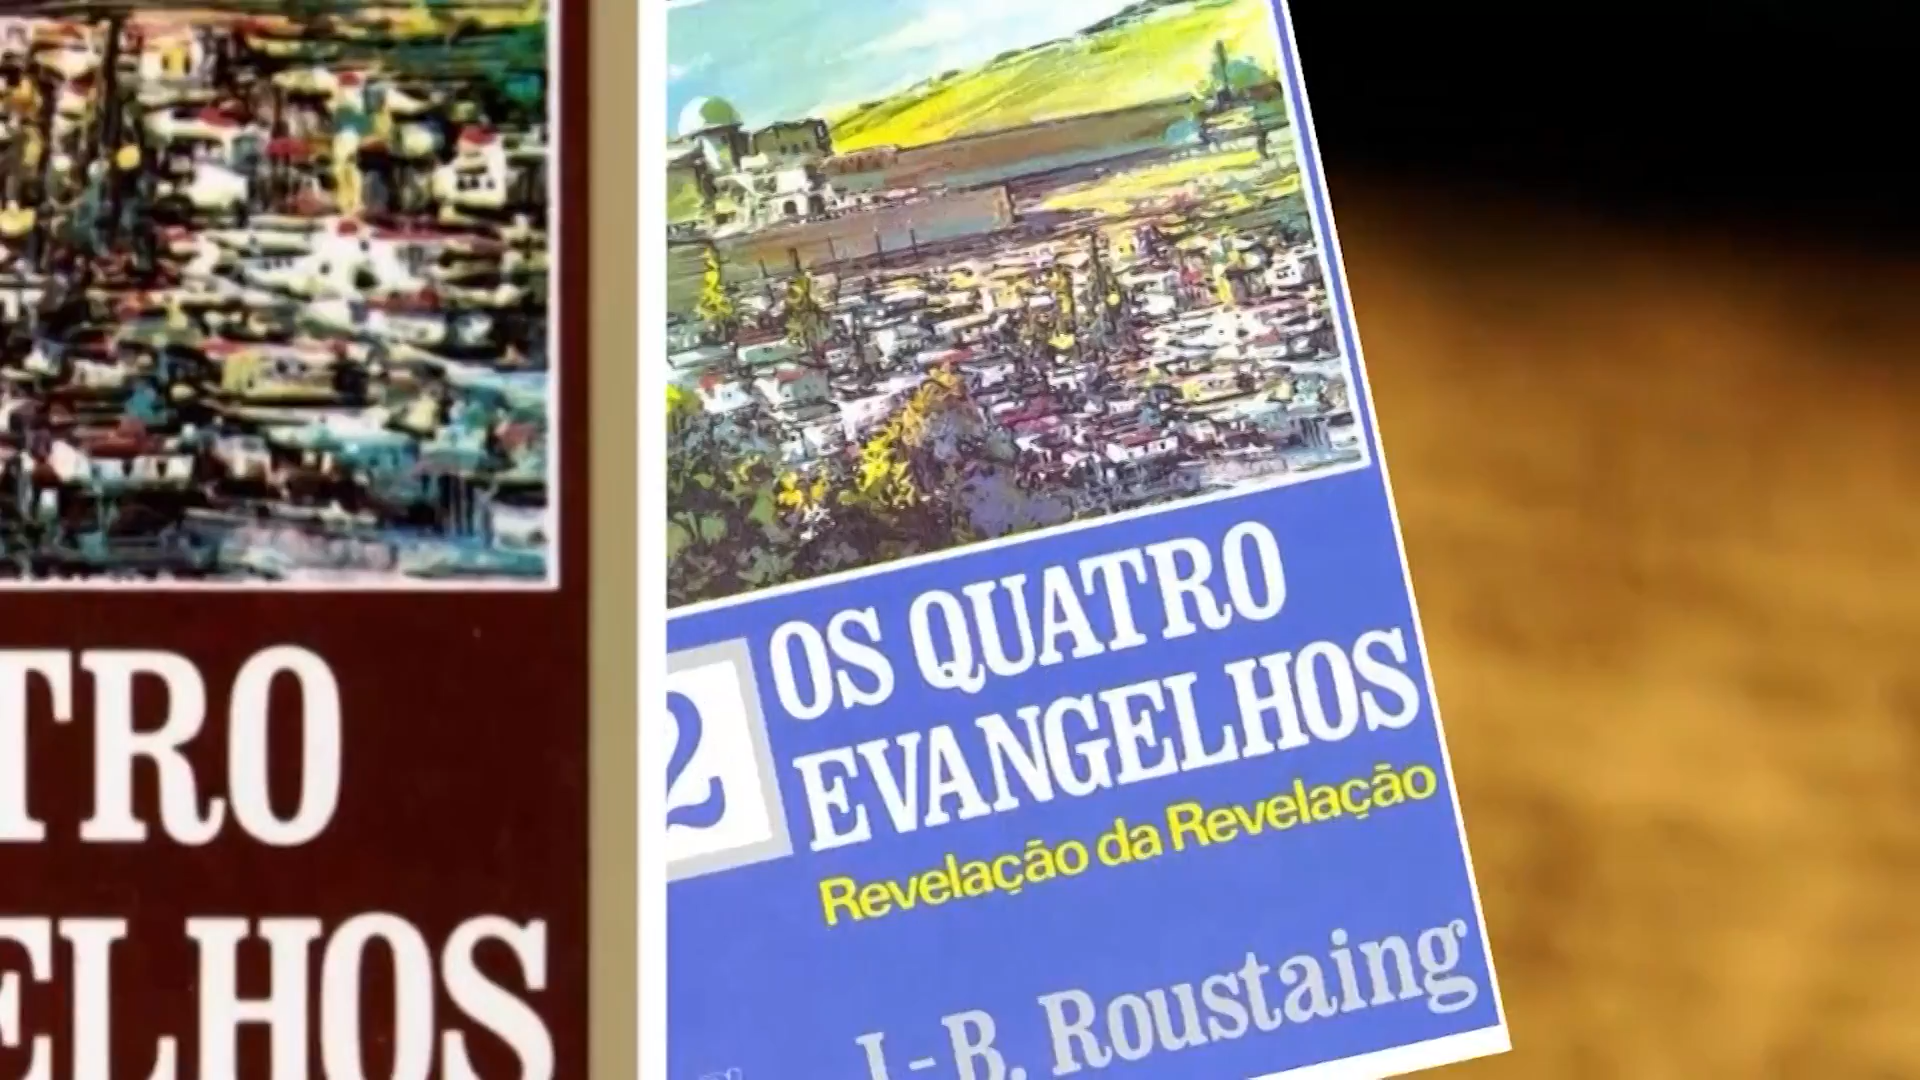 TRO
ELHOS
2
OS QUATRO
EVANGELHOS
Revelação da Revelação
J.-B. Roustaing